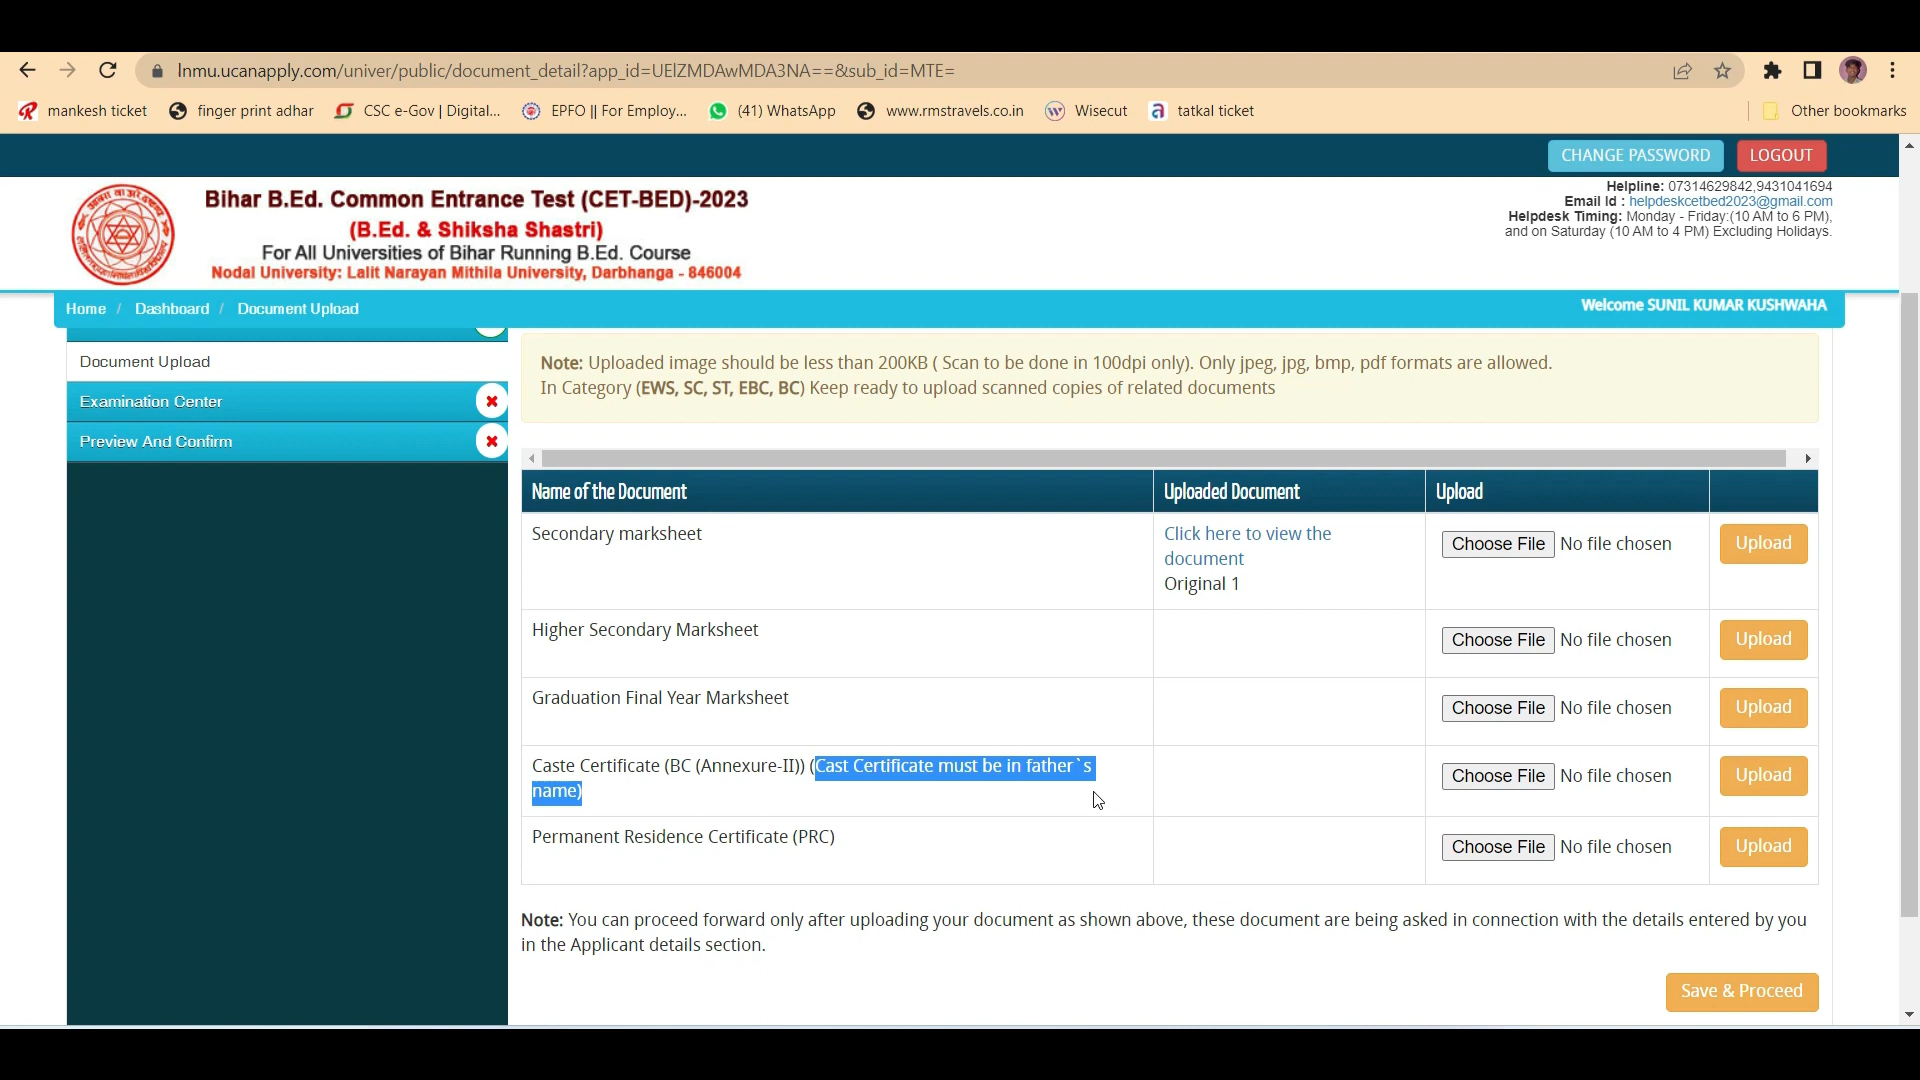 lnmu.ucanapply.com/univer/public/document_detail?app_id=UElZMDAwMDA3NA==&sub_id=MTE=
mankesh ticket finger print adhar CSC e-Gov | Digital... EPFO || For Employ... (41) WhatsApp www.rmstravels.co.in Wisecut tatkal ticket Other bookmarks
CHANGE PASSWORD LOGOUT
Bihar B.Ed. Common Entrance Test (CET-BED)-2023
(B.Ed. & Shiksha Shastri)
For All Universities of Bihar Running B.Ed. Course
Nodal University: Lalit Narayan Mithila University, Darbhanga - 846004
Helpline: 07314629842,9431041694
Email Id : helpdeskcetbed2023@gmail.com
Helpdesk Timing: Monday - Friday:(10 AM to 6 PM),
and on Saturday (10 AM to 4 PM) Excluding Holidays.
Home / Dashboard / Document Upload
Welcome SUNIL KUMAR KUSHWAHA
Document Upload
Examination Center
Preview And Confirm
Note: Uploaded image should be less than 200KB ( Scan to be done in 100dpi only). Only jpeg, jpg, bmp, pdf formats are allowed.
In Category (EWS, SC, ST, EBC, BC) Keep ready to upload scanned copies of related documents
Name of the Document Uploaded Document Upload
Secondary marksheet
Click here to view the
document
Original 1
Choose File No file chosen Upload
Higher Secondary Marksheet Choose File No file chosen Upload
Graduation Final Year Marksheet Choose File No file chosen Upload
Caste Certificate (BC (Annexure-II)) (Cast Certificate must be in father`s
name)
Choose File No file chosen Upload
Permanent Residence Certificate (PRC) Choose File No file chosen Upload
Note: You can proceed forward only after uploading your document as shown above, these document are being asked in connection with the details entered by you
in the Applicant details section.
Save & Proceed